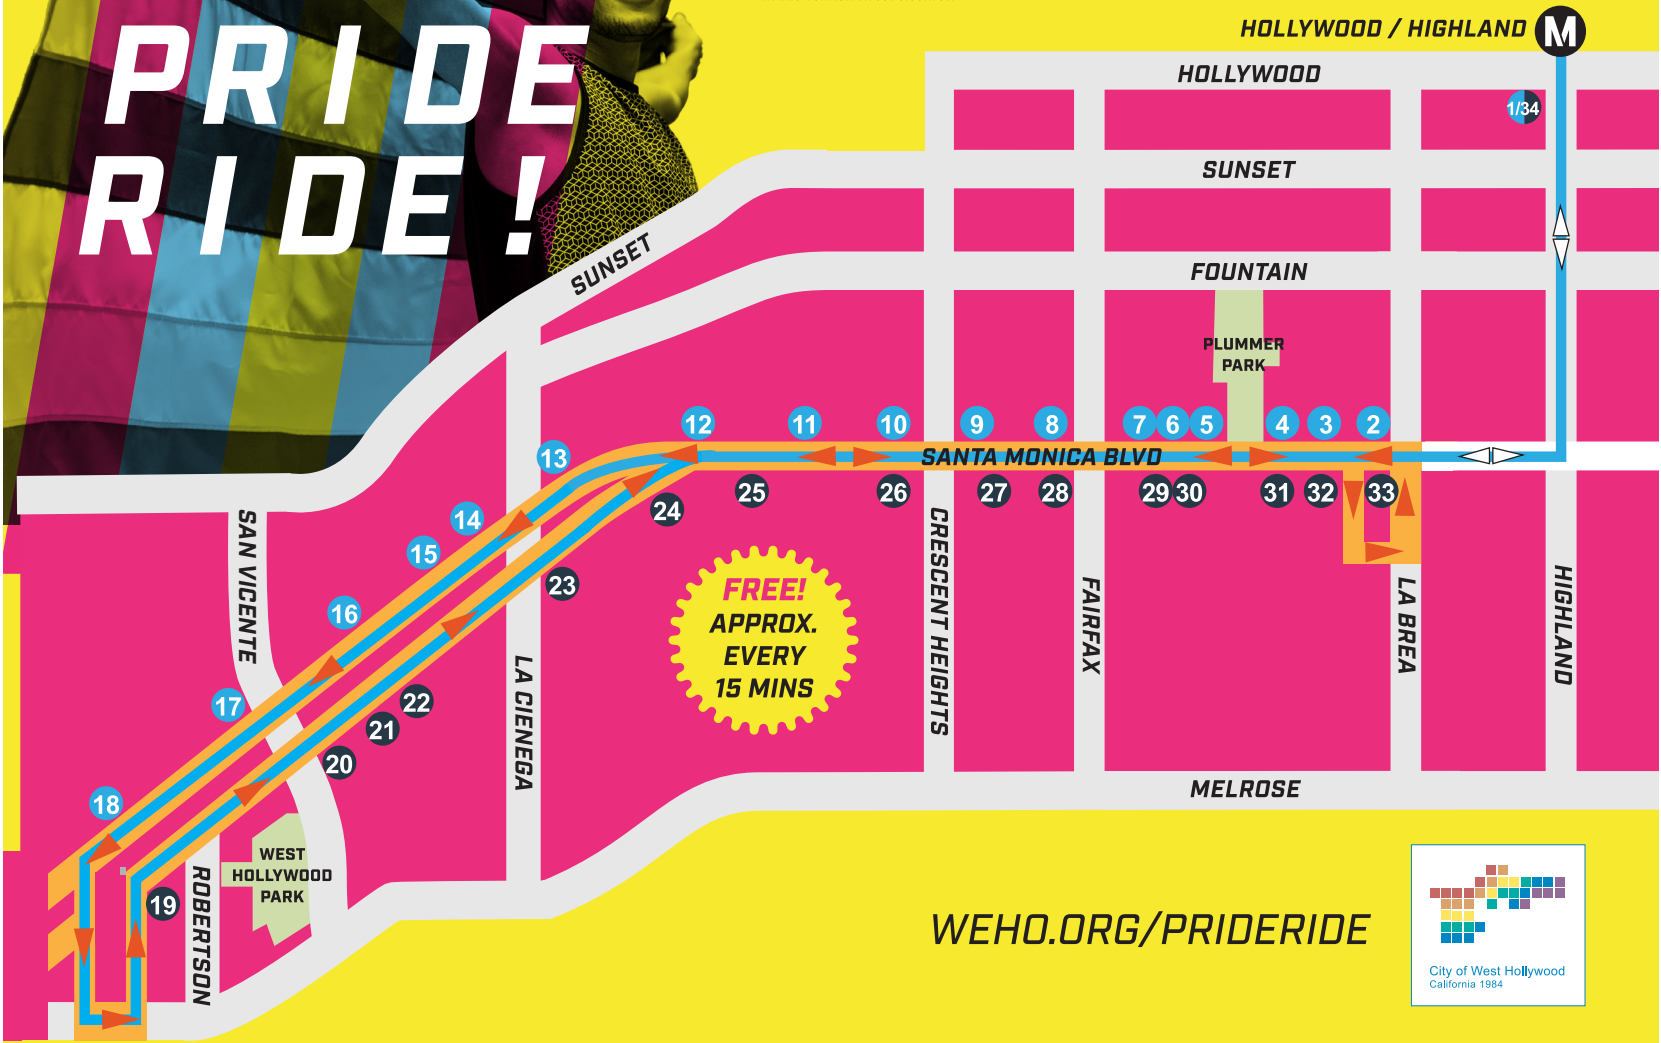 PRIDE
RIDE!
HOLLYWOOD / HIGHLAND
M
HOLLYWOOD
1/34
SUNSET
SUNSET
FOUNTAIN
PLUMMER
PARK
12
11
10
9
8
7
6
5
4
3
2
13
SANTA MONICA BLVD
14
24
25
26
27
28
29
30
31
32
33
15
16
23
17
22
21
20
18
19
SAN VICENTE
LA CIENEGA
CRESCENT HEIGHTS
FAIRFAX
LA BREA
HIGHLAND
FREE!
APPROX.
EVERY
15 MINS
MELROSE
WEST
HOLLYWOOD
PARK
ROBERTSON
WEHO.ORG/PRIDERIDE
City of West Hollywood
California 1984